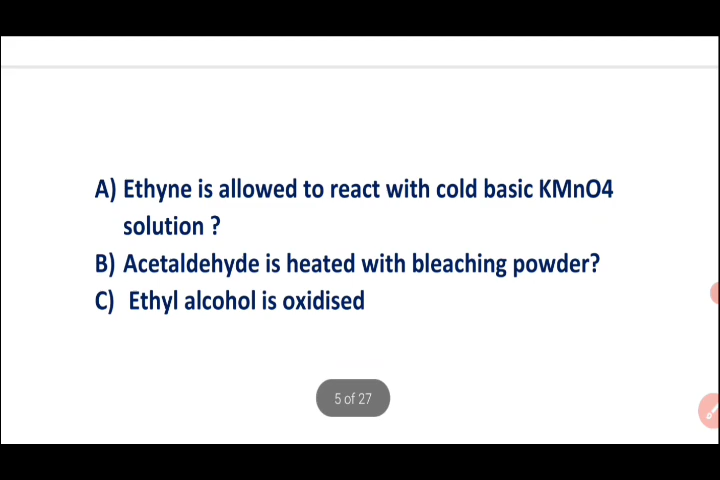 A) Ethyne is allowed to react with cold basic KMnO4
solution ?
B) Acetaldehyde is heated with bleaching powder?
C) Ethyl alcohol is oxidised
5 of 27